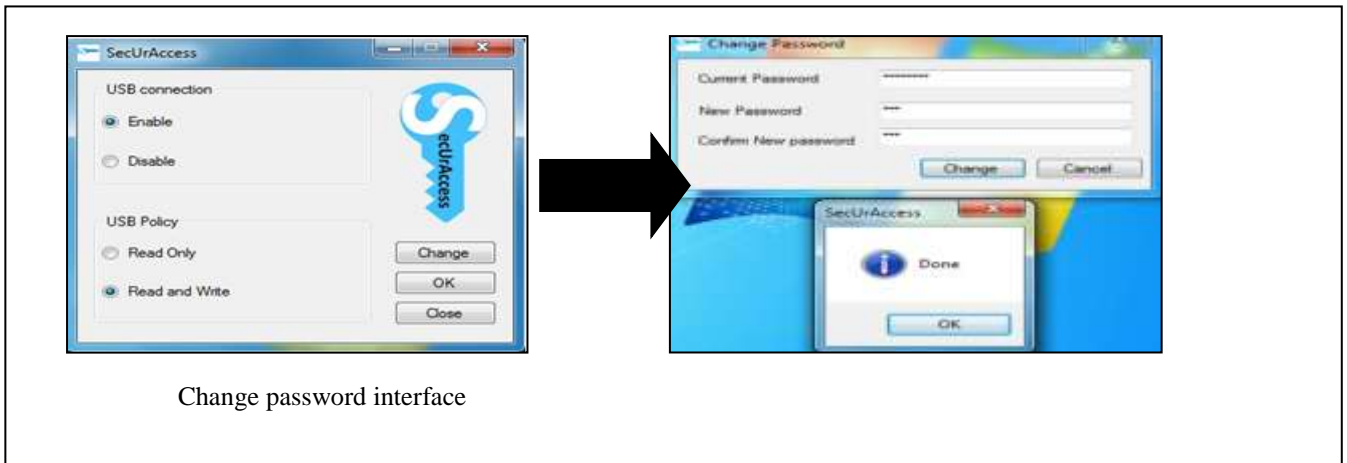 SecUrAccess
USB connection
Enable
Disable
USB Policy
Read Only
Read and Write
SecUrAccess
Change
OK
Close
Change Password
Current Password
New Password
Confirm New password
Change Cancel
SecUrAccess
Done
OK
Change password interface